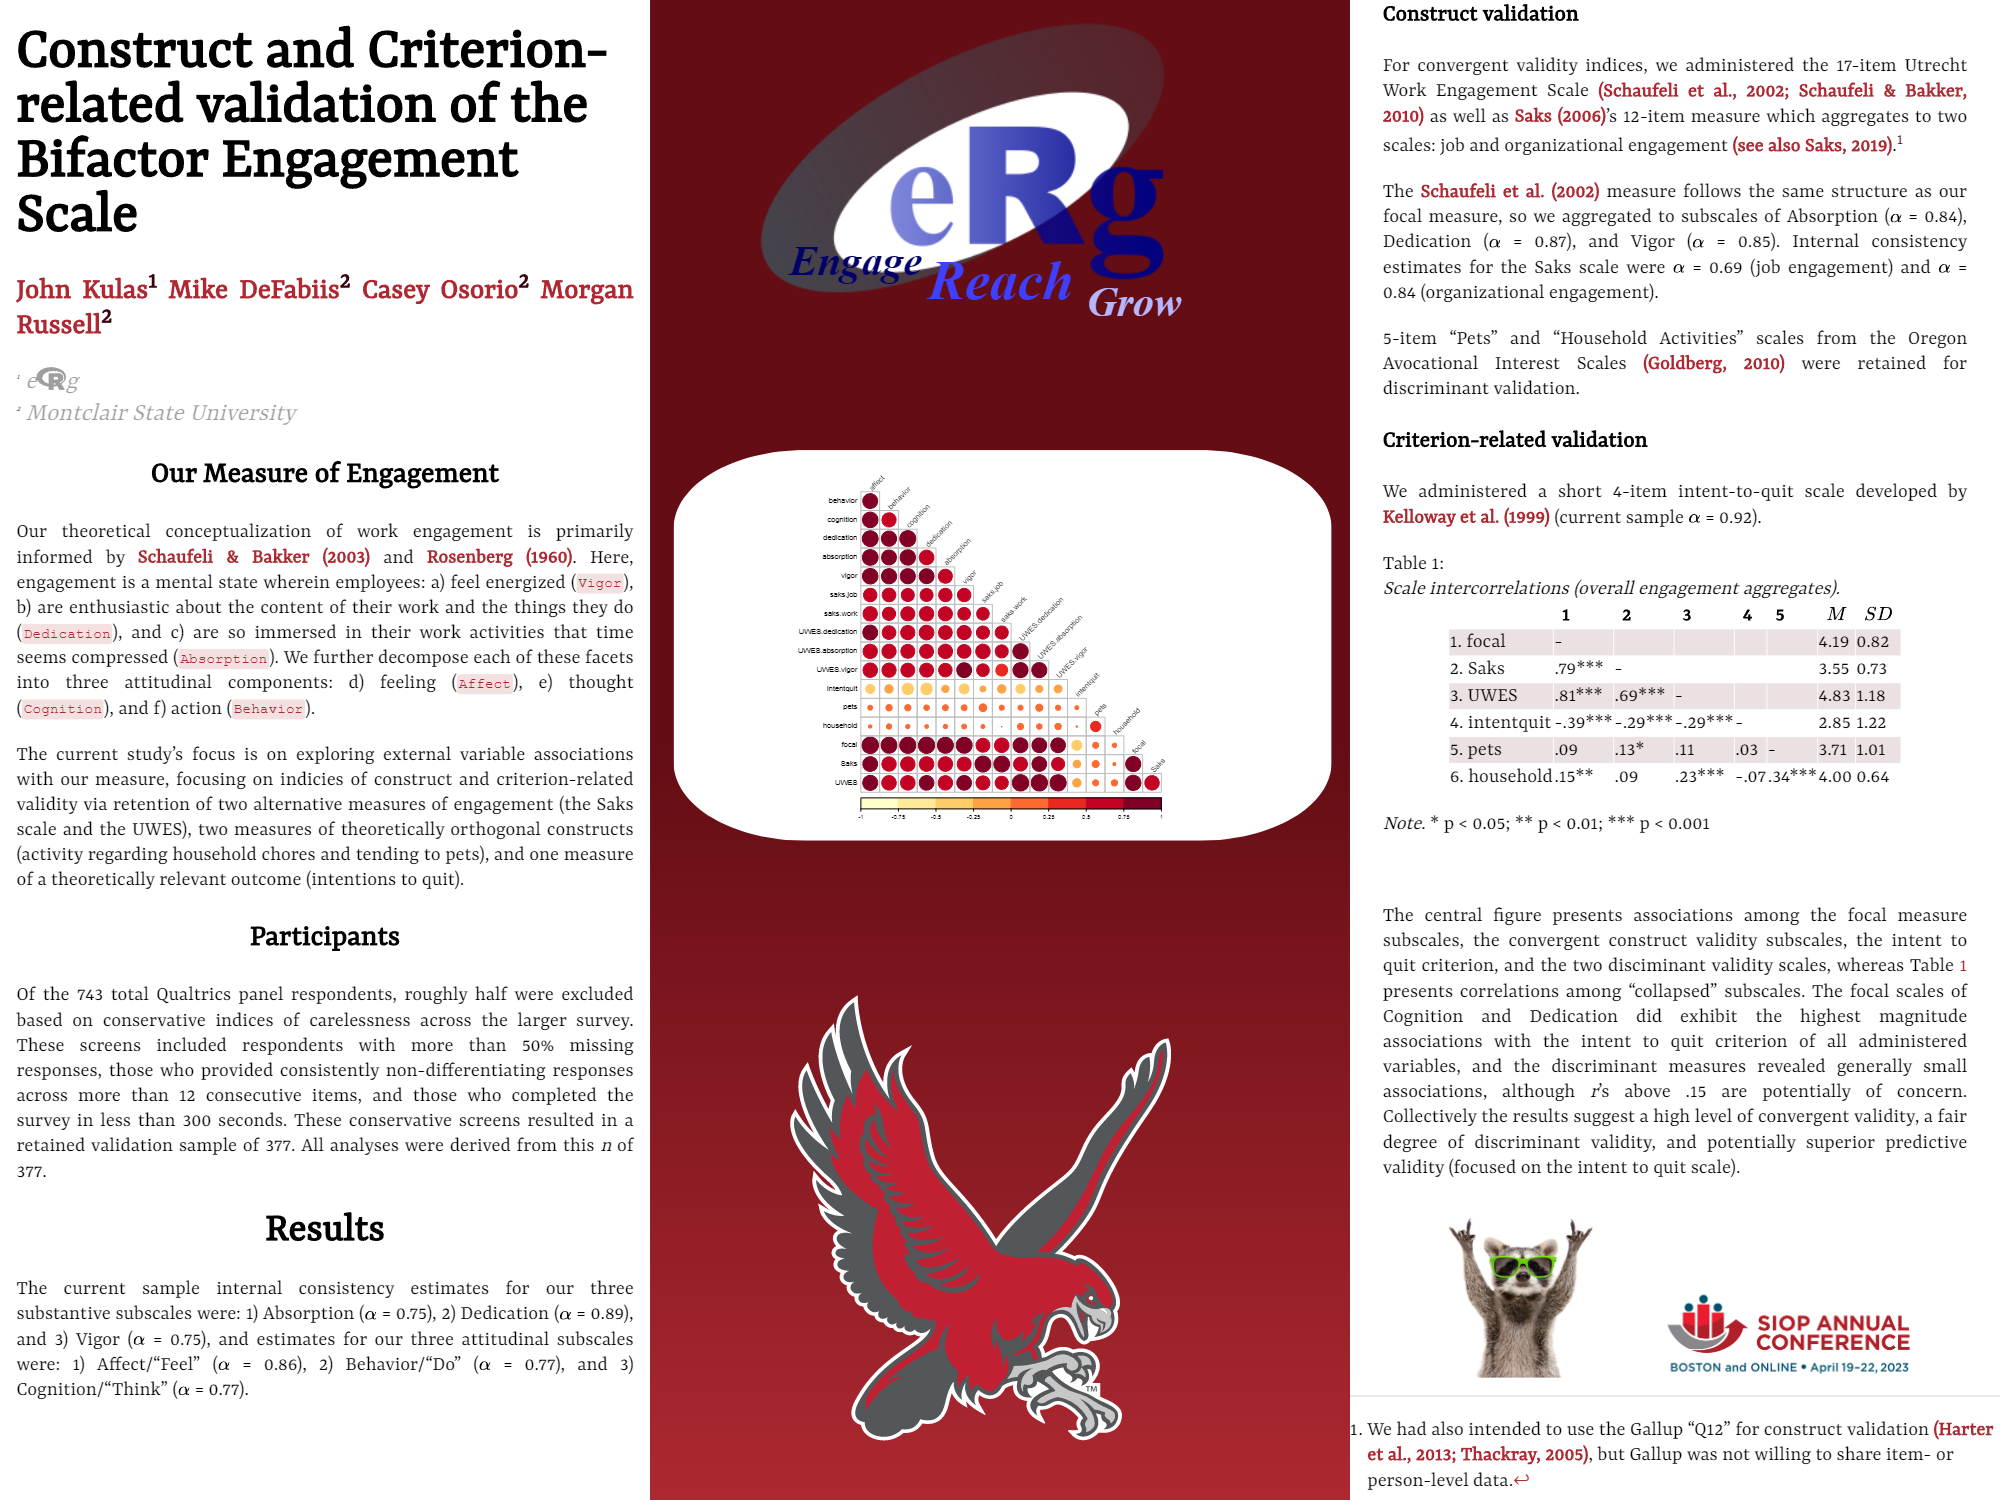 Construct and Criterion-
related validation of the
Bifactor Engagement
Scale
John Kulas1 Mike DeFabiis2 Casey Osorio2 Morgan
Russell2
1 eRg
2 Montclair State University
Our Measure of Engagement
Our theoretical conceptualization of work engagement is primarily
informed by Schaufeli & Bakker (2003) and Rosenberg (1960). Here,
engagement is a mental state wherein employees: a) feel energized (Vigor),
b) are enthusiastic about the content of their work and the things they do
(Dedication), and c) are so immersed in their work activities that time
seems compressed (Absorption). We further decompose each of these facets
into three attitudinal components: d) feeling (Affect), e) thought
(Cognition), and f) action (Behavior).
The current study's focus is on exploring external variable associations
with our measure, focusing on indicies of construct and criterion-related
validity via retention of two alternative measures of engagement (the Saks
scale and the UWES), two measures of theoretically orthogonal constructs
(activity regarding household chores and tending to pets), and one measure
of a theoretically relevant outcome (intentions to quit).
Participants
Of the 743 total Qualtrics panel respondents, roughly half were excluded
based on conservative indices of carelessness across the larger survey.
These screens included respondents with more than 50% missing
responses, those who provided consistently non-differentiating responses
across more than 12 consecutive items, and those who completed the
survey in less than 300 seconds. These conservative screens resulted in a
retained validation sample of 377. All analyses were derived from this n of
377.
Results
The current sample internal consistency estimates for our three
substantive subscales were: 1) Absorption (α = 0.75), 2) Dedication (α = 0.89),
and 3) Vigor (α = 0.75), and estimates for our three attitudinal subscales
were: 1) Affect/“Feel” (α = 0.86), 2) Behavior/“Do” (α = 0.77), and 3)
Cognition/“Think” (α = 0.77).
eRg
Engage
Reach
Grow
affect
behavior behavior
cognition cognition
dedication dedication
absorption absorption
vigor vigor
saks.job saks.job
saks.work saks.work
UWES.dedication UWES.dedication
UWES.absorption UWES.absorption
UWES.vigor UWES.vigor
intentquit intentquit
pets pets
household household
focal focal
Saks Saks
UWES
-1 -0.75 -0.5 -0.25 0 0.25 0.5 0.75 1
TM
Construct validation
For convergent validity indices, we administered the 17-item Utrecht
Work Engagement Scale (Schaufeli et al., 2002; Schaufeli & Bakker,
2010) as well as Saks (2006)'s 12-item measure which aggregates to two
scales: job and organizational engagement (see also Saks, 2019).1
The Schaufeli et al. (2002) measure follows the same structure as our
focal measure, so we aggregated to subscales of Absorption (α = 0.84),
Dedication (α = 0.87), and Vigor (α = 0.85). Internal consistency
estimates for the Saks scale were α = 0.69 (job engagement) and α =
0.84 (organizational engagement).
5-item “Pets” and “Household Activities” scales from the Oregon
Avocational Interest Scales (Goldberg, 2010) were retained for
discriminant validation.
Criterion-related validation
We administered a short 4-item intent-to-quit scale developed by
Kelloway et al. (1999) (current sample α = 0.92).
Table 1:
Scale intercorrelations (overall engagement aggregates).
1 2 3 4 5 M SD
1. focal - 4.19 0.82
2. Saks .79*** - 3.55 0.73
3. UWES .81*** .69*** - 4.83 1.18
4. intentquit -.39*** -.29*** -.29*** - 2.85 1.22
5. pets .09 .13* .11 .03 - 3.71 1.01
6. household .15** .09 .23*** -.07 .34*** 4.00 0.64
Note. * p < 0.05; ** p < 0.01; *** p < 0.001
The central figure presents associations among the focal measure
subscales, the convergent construct validity subscales, the intent to
quit criterion, and the two disciminant validity scales, whereas Table 1
presents correlations among “collapsed” subscales. The focal scales of
Cognition and Dedication did exhibit the highest magnitude
associations with the intent to quit criterion of all administered
variables, and the discriminant measures revealed generally small
associations, although r's above .15 are potentially of concern.
Collectively the results suggest a high level of convergent validity, a fair
degree of discriminant validity, and potentially superior predictive
validity (focused on the intent to quit scale).
SIOP ANNUAL
CONFERENCE
BOSTON and ONLINE • April 19-22, 2023
1. We had also intended to use the Gallup “Q12” for construct validation (Harter
et al., 2013; Thackray, 2005), but Gallup was not willing to share item- or
person-level data.↩